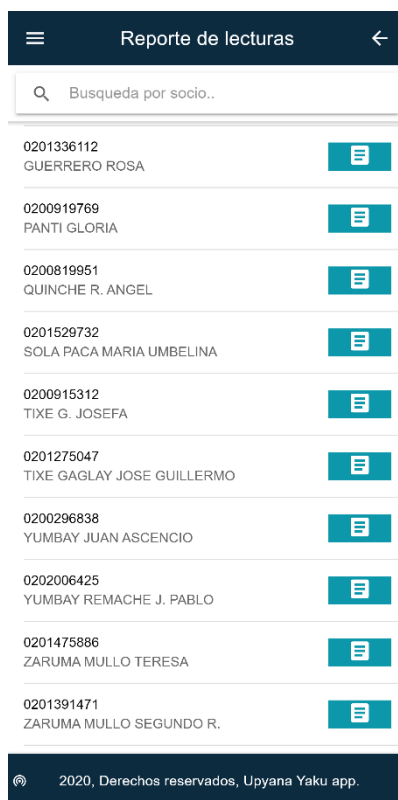 Reporte de lecturas
Busqueda por socio..
0201336112
GUERRERO ROSA
0200919769
PANTI GLORIA
0200819951
QUINCHE R. ANGEL
0201529732
SOLA PACA MARIA UMBELINA
0200915312
TIXE G. JOSEFA
0201275047
TIXE GAGLAY JOSE GUILLERMO
0200296838
YUMBAY JUAN ASCENCIO
0202006425
YUMBAY REMACHE J. PABLO
0201475886
ZARUMA MULLO TERESA
0201391471
ZARUMA MULLO SEGUNDO R.
2020, Derechos reservados, Upyana Yaku app.